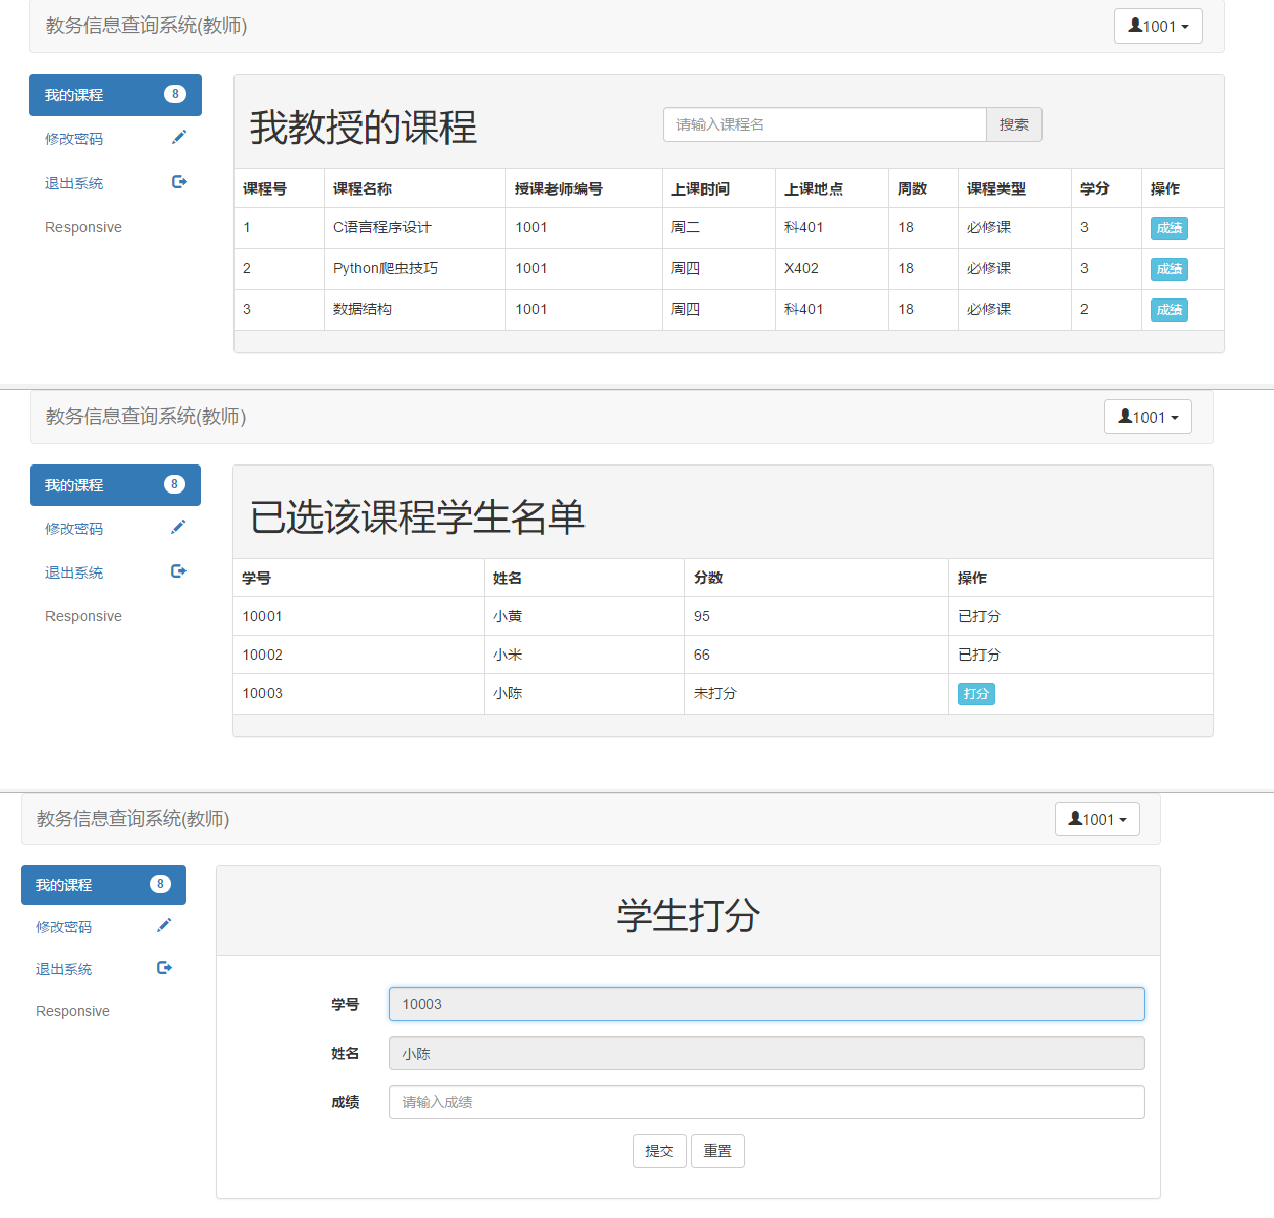 教务信息查询系统(教师)
1001
我的课程 8
修改密码
退出系统
Responsive
我教授的课程
请输入课程名 搜索
课程号 课程名称 授课老师编号 上课时间 上课地点 周数 课程类型 学分 操作
1 C语言程序设计 1001 周二 科401 18 必修课 3 成绩
2 Python爬虫技巧 1001 周四 X402 18 必修课 3 成绩
3 数据结构 1001 周四 科401 18 必修课 2 成绩
教务信息查询系统(教师)
1001
我的课程 8
修改密码
退出系统
Responsive
已选该课程学生名单
学号 姓名 分数 操作
10001 小黄 95 已打分
10002 小米 66 已打分
10003 小陈 未打分 打分
教务信息查询系统(教师)
1001
我的课程 8
修改密码
退出系统
Responsive
学生打分
学号 10003
姓名 小陈
成绩 请输入成绩
提交 重置